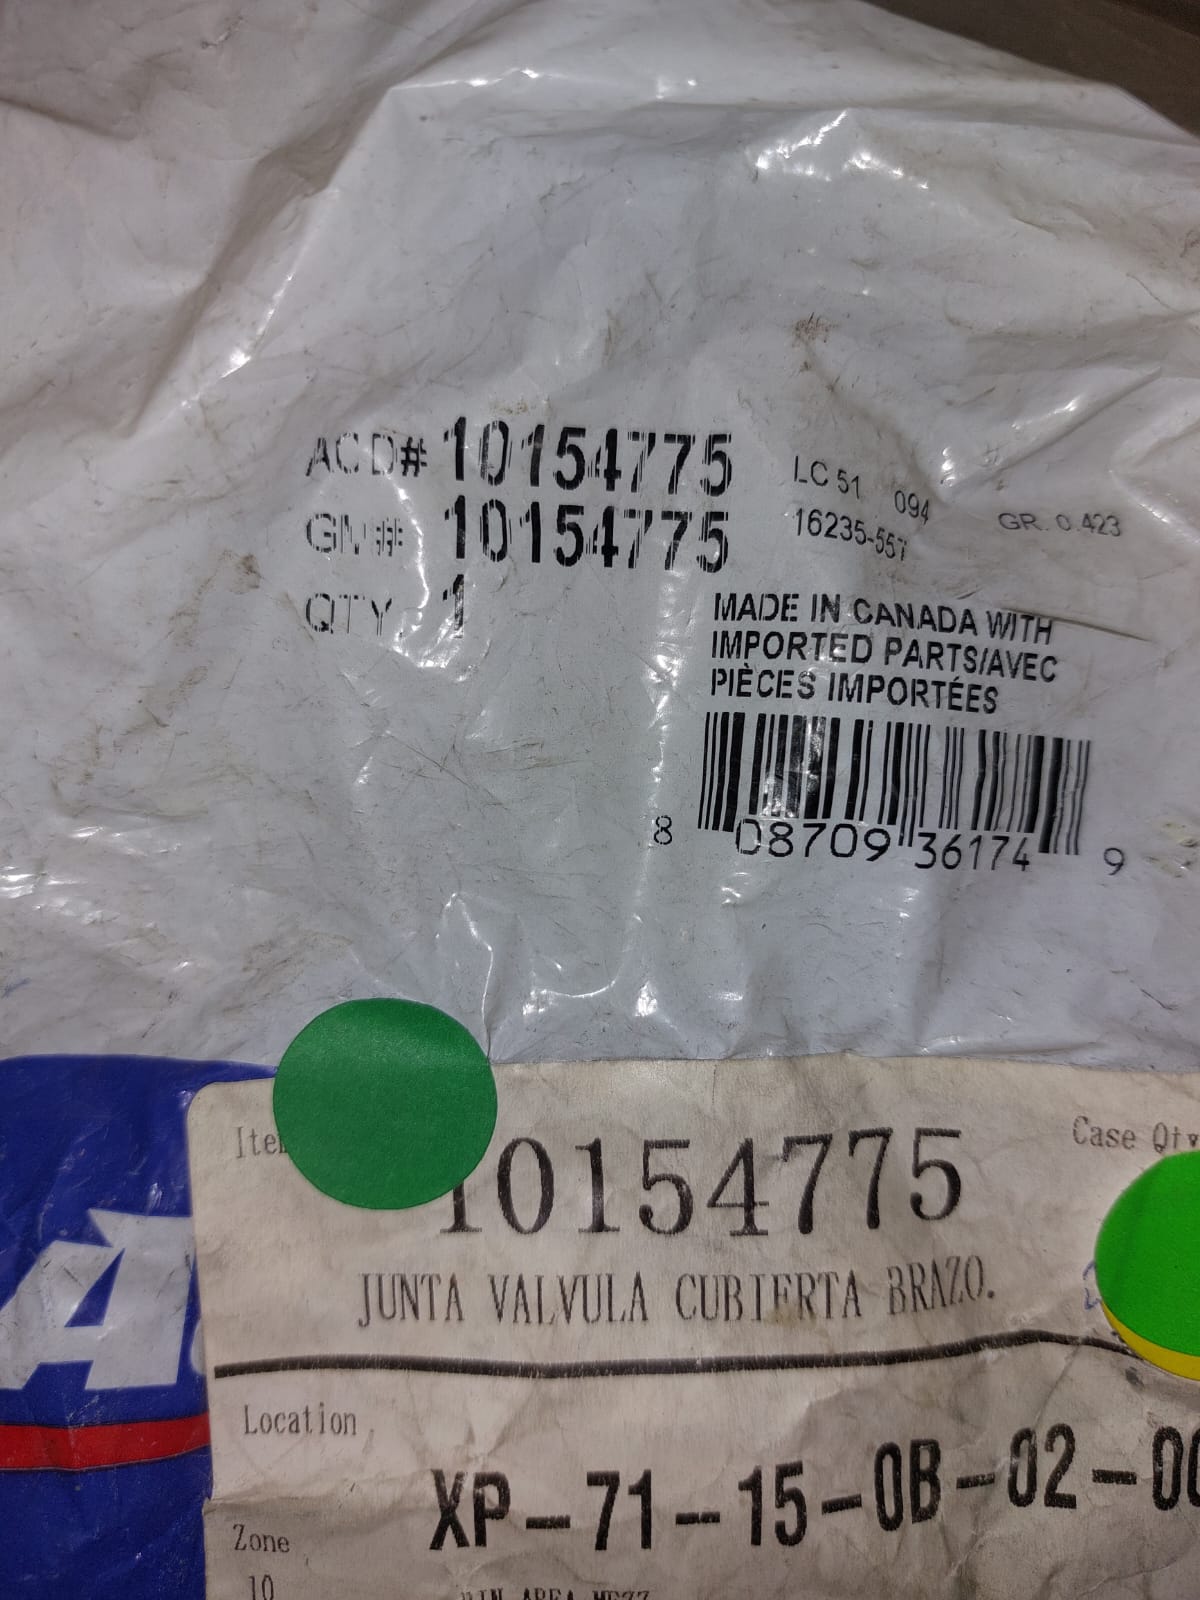 ACD# 10154775
GM# 10154775
QTY. 1
LC 51 094
16235-557
GR. 0.423
MADE IN CANADA WITH
IMPORTED PARTS/AVEC
PIÈCES IMPORTÉES
8 08709 36174 9
10154775
Case Qty
JUNTA VALVULA CUBIERTA BRAZO.
Location
XP-71-15-0B-02-
Zone
10